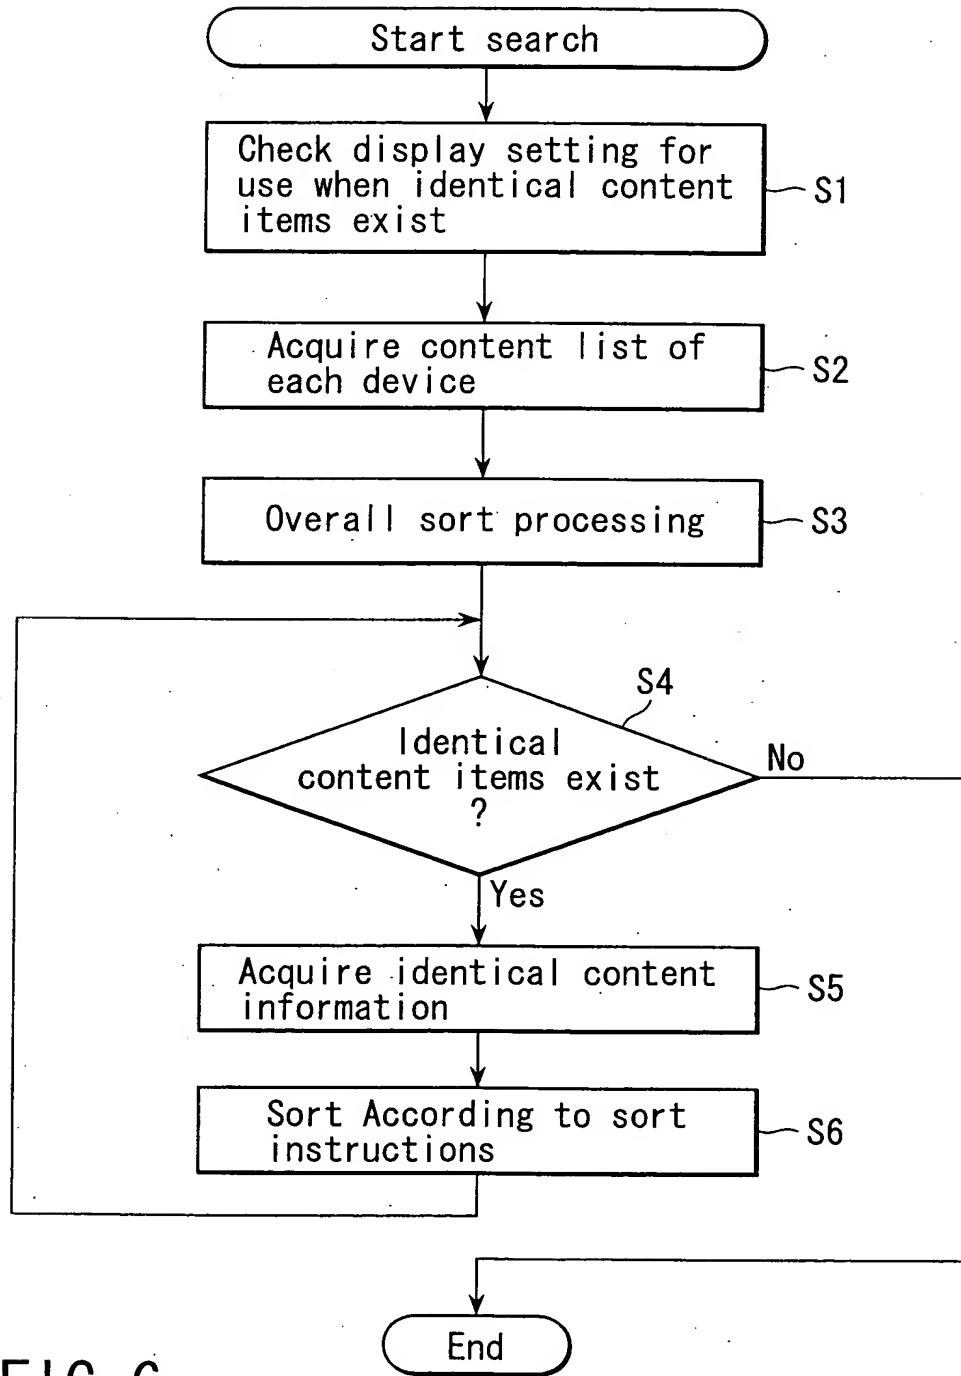 Start search
Check display setting for
use when identical content
items exist
S1
Acquire content list of
each device
S2
Overall sort processing
S3
S4
Identical
content items exist
?
No
Yes
Acquire identical content
information
S5
Sort According to sort
instructions
S6
End